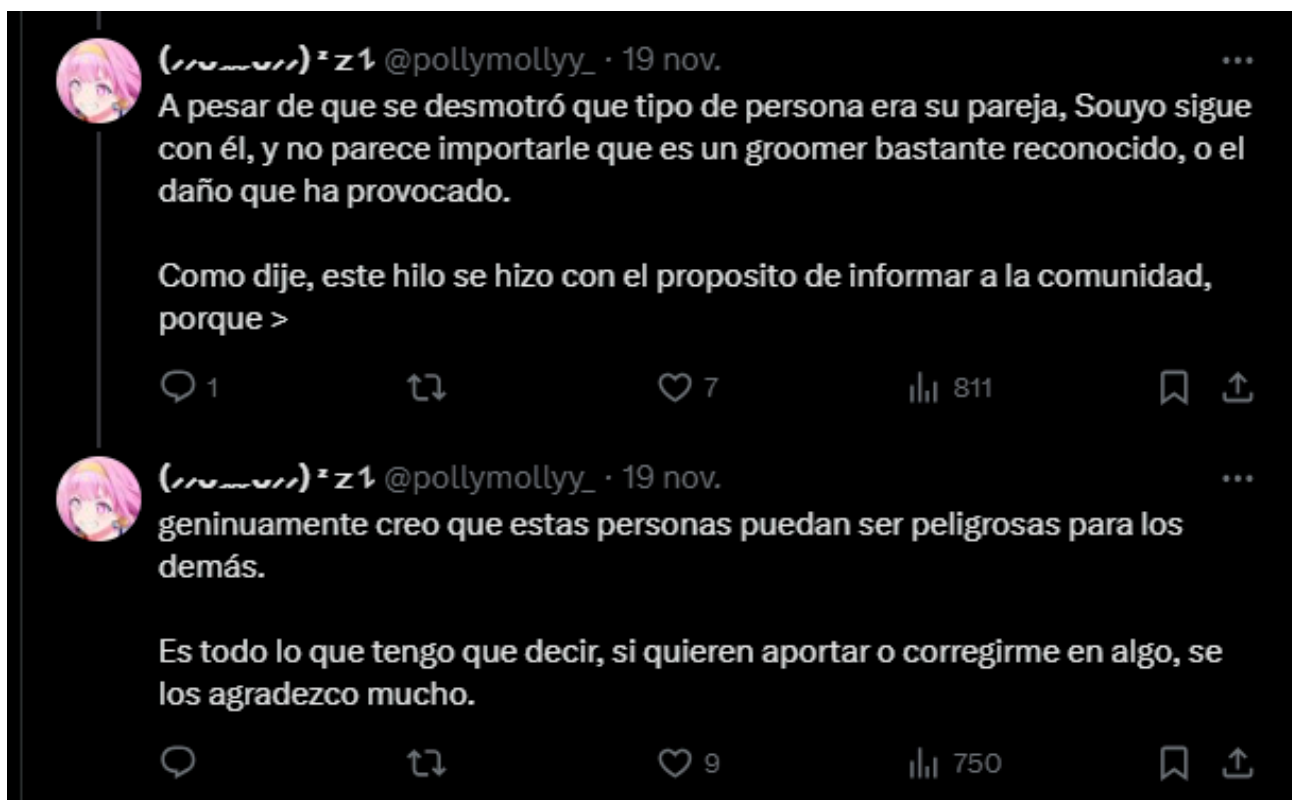 @pollymollyy_ · 19 nov.
A pesar de que se desmotró que tipo de persona era su pareja, Souyo sigue
con él, y no parece importarle que es un groomer bastante reconocido, o el
daño que ha provocado.
Como dije, este hilo se hizo con el proposito de informar a la comunidad,
porque >
1 7 811
@pollymollyy_ · 19 nov.
geninuamente creo que estas personas puedan ser peligrosas para los
demás.
Es todo lo que tengo que decir, si quieren aportar o corregirme en algo, se
los agradezco mucho.
9 750